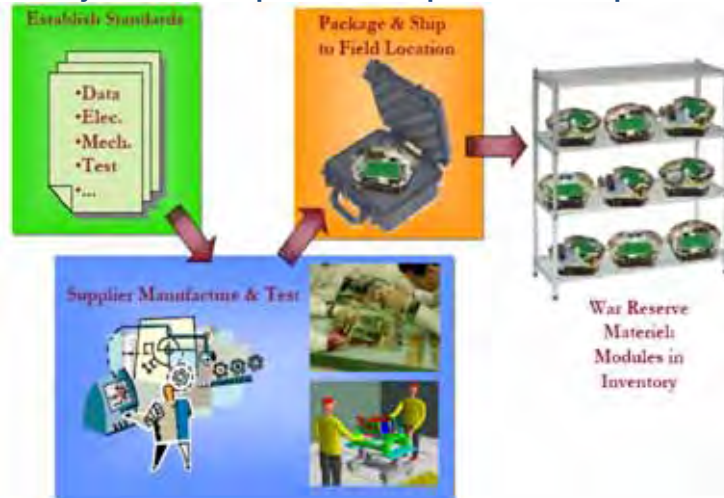 Establish Standards
•Data
•Elec.
•Mech.
•Test
•...
Package & Ship
to Field Location
Supplier Manufacture & Test
War Reserve
Materiel:
Modules in
Inventory